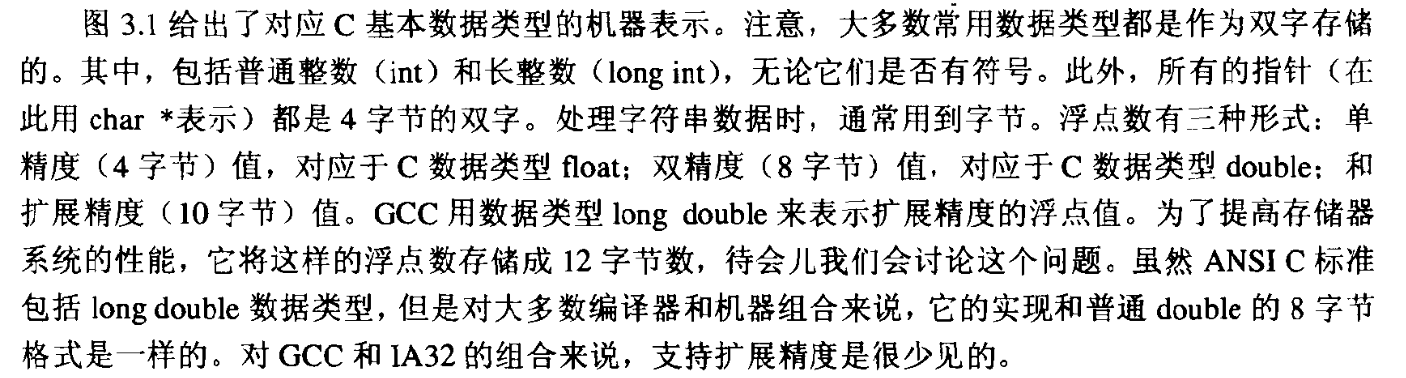 图 3.1 给出了对应 C 基本数据类型的机器表示。注意，大多数常用数据类型都是作为双字存储
的。其中，包括普通整数（int）和长整数（long int），无论它们是否有符号。此外，所有的指针（在
此用 char *表示）都是 4 字节的双字。处理字符串数据时，通常用到字节。浮点数有三种形式：单
精度（4 字节）值，对应于 C 数据类型 float；双精度（8 字节）值，对应于 C 数据类型 double；和
扩展精度（10 字节）值。GCC 用数据类型 long double 来表示扩展精度的浮点值。为了提高存储器
系统的性能，它将这样的浮点数存储成 12 字节数，待会儿我们会讨论这个问题。虽然 ANSI C 标准
包括 long double 数据类型，但是对大多数编译器和机器组合来说，它的实现和普通 double 的 8 字节
格式是一样的。对 GCC 和 IA32 的组合来说，支持扩展精度是很少见的。